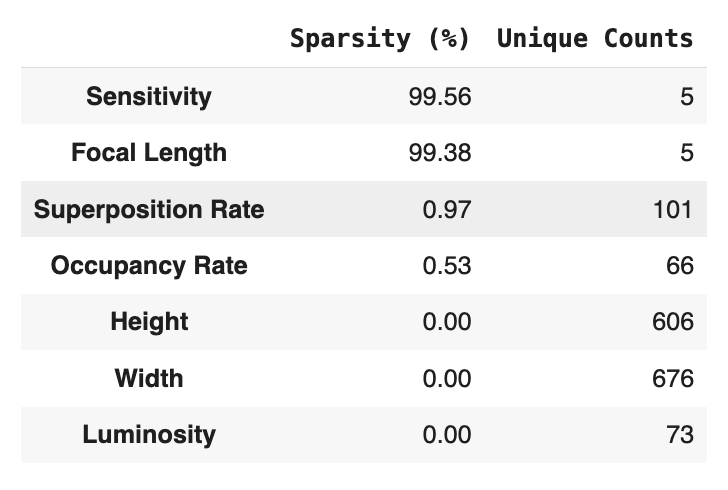 Sparsity (%) Unique Counts
Sensitivity 99.56 5
Focal Length 99.38 5
Superposition Rate 0.97 101
Occupancy Rate 0.53 66
Height 0.00 606
Width 0.00 676
Luminosity 0.00 73